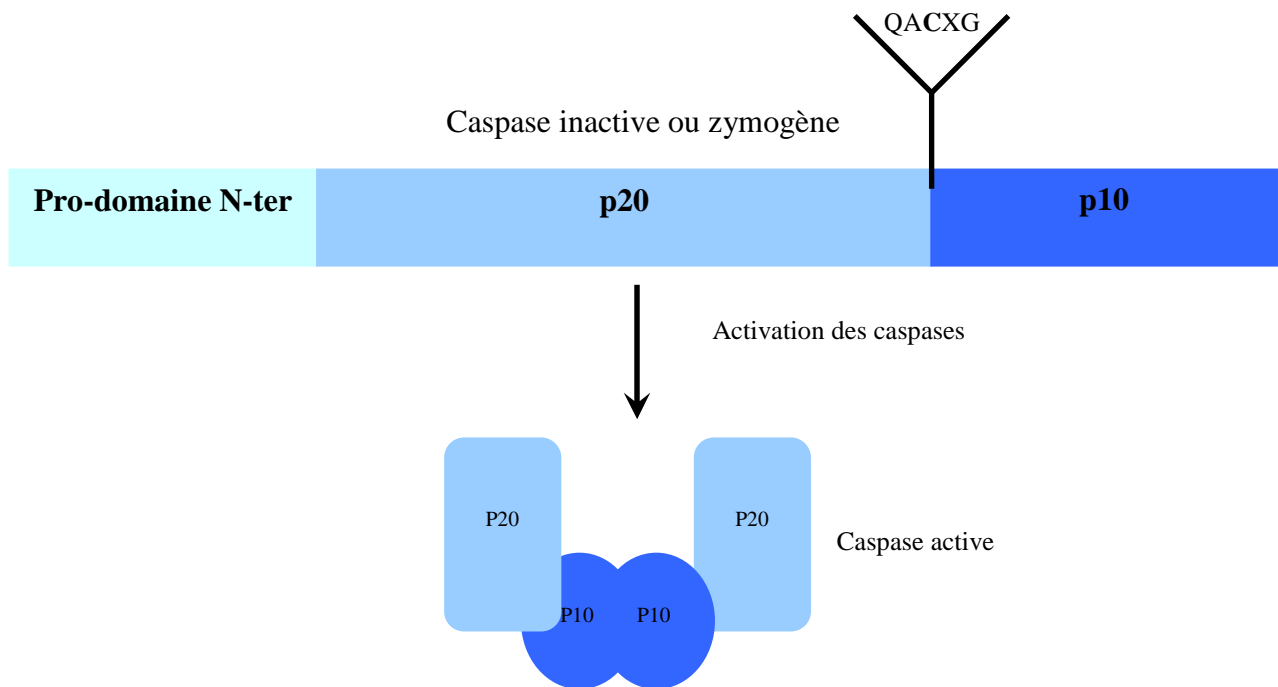 QACXG
Caspase inactive ou zymogène
Pro-domaine N-ter p20 p10
Activation des caspases
P20 P20
Caspase active
P10 P10